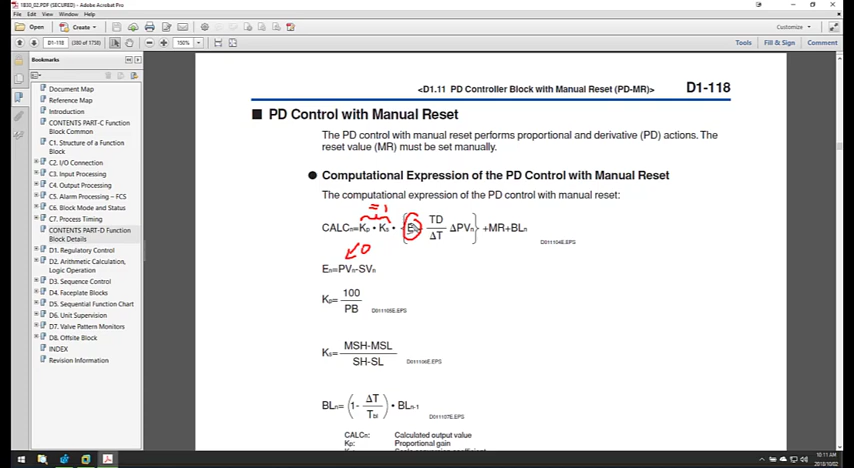 1830_02.PDF (SECURED) - Adobe Acrobat Pro
File Edit View Window Help
Open Create Customize
D1-118 (380 of 1758) 150% Tools Fill & Sign Comment
Bookmarks
Document Map
Reference Map
Introduction
CONTENTS PART-C Function
Block Common
C1. Structure of a Function
Block
C2. I/O Connection
C3. Input Processing
C4. Output Processing
C5. Alarm Processing – FCS
C6. Block Mode and Status
C7. Process Timing
CONTENTS PART-D Function
Block Details
D1. Regulatory Control
D2. Arithmetic Calculation,
Logic Operation
D3. Sequence Control
D4. Faceplate Blocks
D5. Sequential Function Chart
D6. Unit Supervision
D7. Valve Pattern Monitors
D8. Offsite Block
INDEX
Revision Information
<D1.11 PD Controller Block with Manual Reset (PD-MR)> D1-118
■ PD Control with Manual Reset
The PD control with manual reset performs proportional and derivative (PD) actions. The
reset value (MR) must be set manually.
● Computational Expression of the PD Control with Manual Reset
The computational expression of the PD control with manual reset:
=1
CALCn=Kp • Ks • { E TD/ΔT ΔPVn} +MR+BLn
D01104E.EPS
0
En=PVn-SVn
Kp= 100/PB
D01105E.EPS
Ks= MSH-MSL/SH-SL
D01106E.EPS
BLn= (1- ΔT/Tbl) • BLn-1
D01107E.EPS
CALCn: Calculated output value
Kp: Proportional gain
10:11 AM
2018/10/02